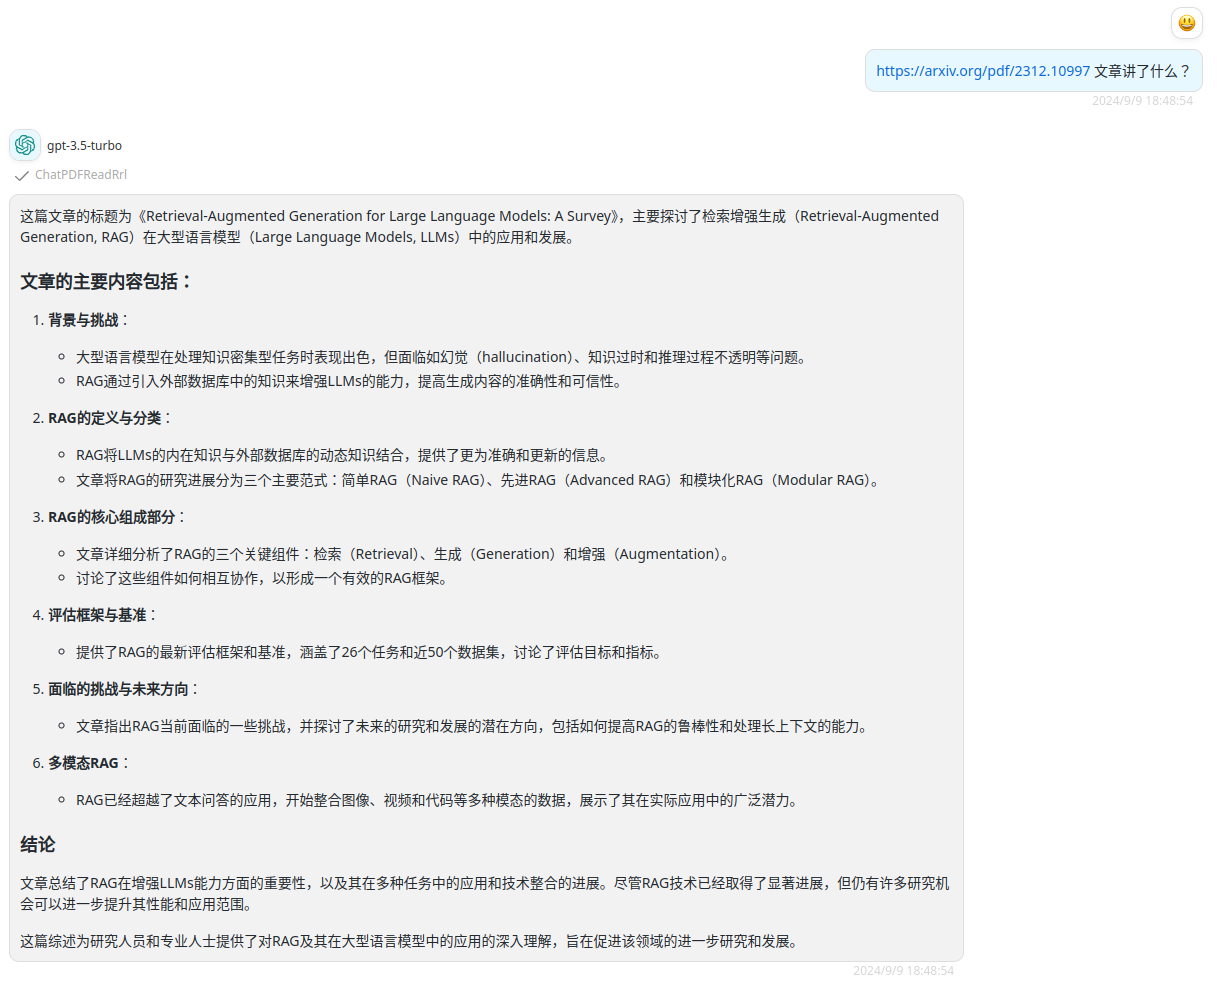 https://arxiv.org/pdf/2312.10997 文章讲了什么？
2024/9/9 18:48:54
gpt-3.5-turbo
ChatPDFReadRrl
这篇文章的标题为《Retrieval-Augmented Generation for Large Language Models: A Survey》，主要探讨了检索增强生成（Retrieval-Augmented
Generation, RAG）在大型语言模型（Large Language Models, LLMs）中的应用和发展。
文章的主要内容包括：
1. 背景与挑战：
大型语言模型在处理知识密集型任务时表现出色，但面临如幻觉（hallucination）、知识过时和推理过程不透明等问题。
RAG通过引入外部数据库中的知识来增强LLMs的能力，提高生成内容的准确性和可信性。
2. RAG的定义与分类：
RAG将LLMs的内在知识与外部数据库的动态知识结合，提供了更为准确和更新的信息。
文章将RAG的研究进展分为三个主要范式：简单RAG（Naive RAG）、先进RAG（Advanced RAG）和模块化RAG（Modular RAG）。
3. RAG的核心组成部分：
文章详细分析了RAG的三个关键组件：检索（Retrieval）、生成（Generation）和增强（Augmentation）。
讨论了这些组件如何相互协作，以形成一个有效的RAG框架。
4. 评估框架与基准：
提供了RAG的最新评估框架和基准，涵盖了26个任务和近50个数据集，讨论了评估目标和指标。
5. 面临的挑战与未来方向：
文章指出RAG当前面临的一些挑战，并探讨了未来的研究和发展的潜在方向，包括如何提高RAG的鲁棒性和处理长上下文的能力。
6. 多模态RAG：
RAG已经超越了文本问答的应用，开始整合图像、视频和代码等多种模态的数据，展示了其在实际应用中的广泛潜力。
结论
文章总结了RAG在增强LLMs能力方面的重要性，以及其在多种任务中的应用和技术整合的进展。尽管RAG技术已经取得了显著进展，但仍有许多研究机
会可以进一步提升其性能和应用范围。
这篇综述为研究人员和专业人士提供了对RAG及其在大型语言模型中的应用的深入理解，旨在促进该领域的进一步研究和发展。
2024/9/9 18:48:54